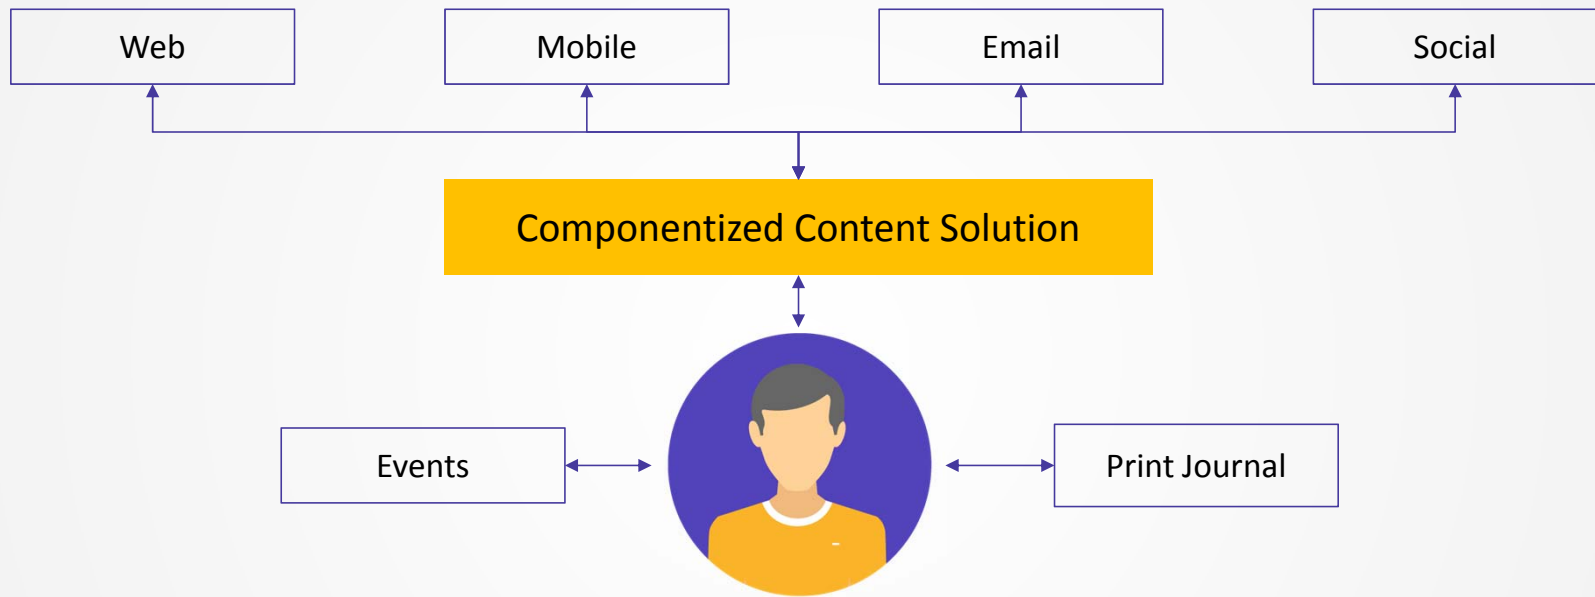 Web
Mobile
Email
Social
Componentized Content Solution
Events
Print Journal